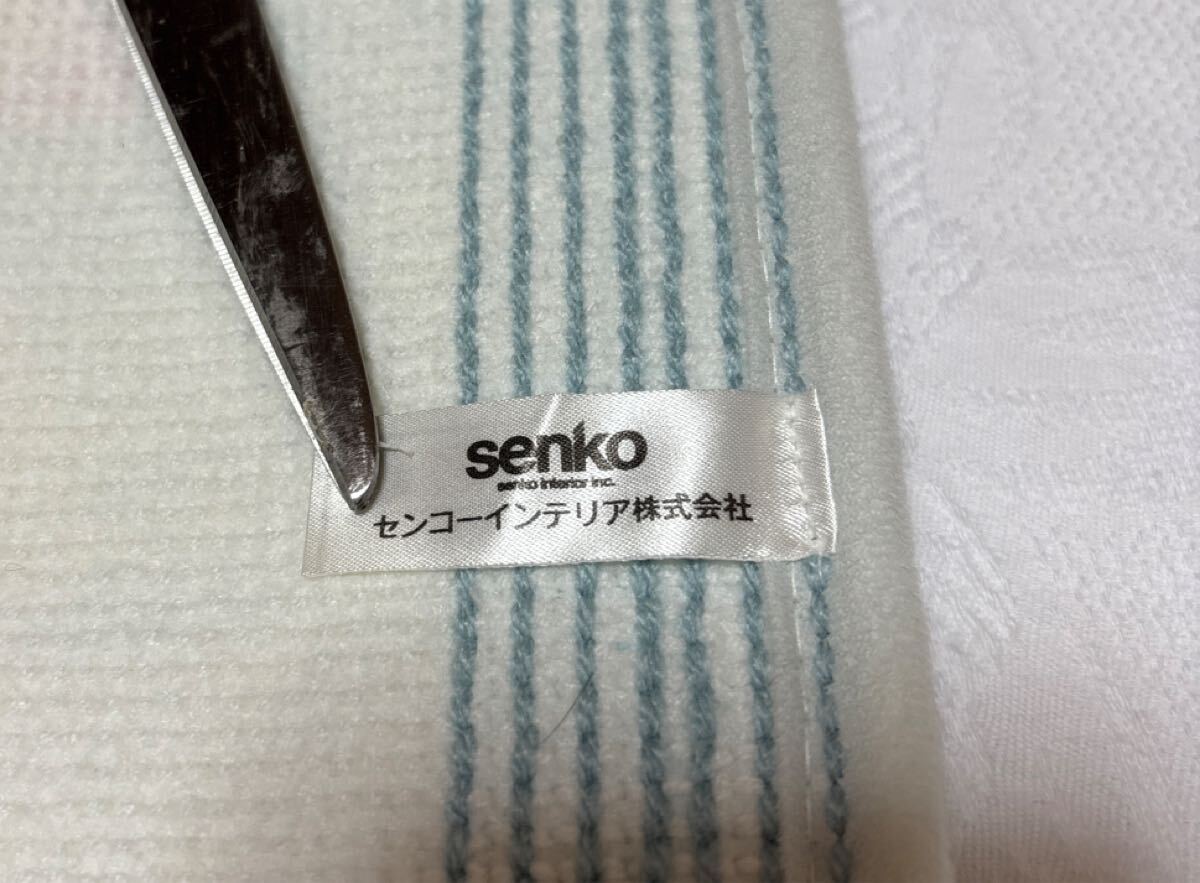 senko
senko interior inc.
センコーインテリア株式会社